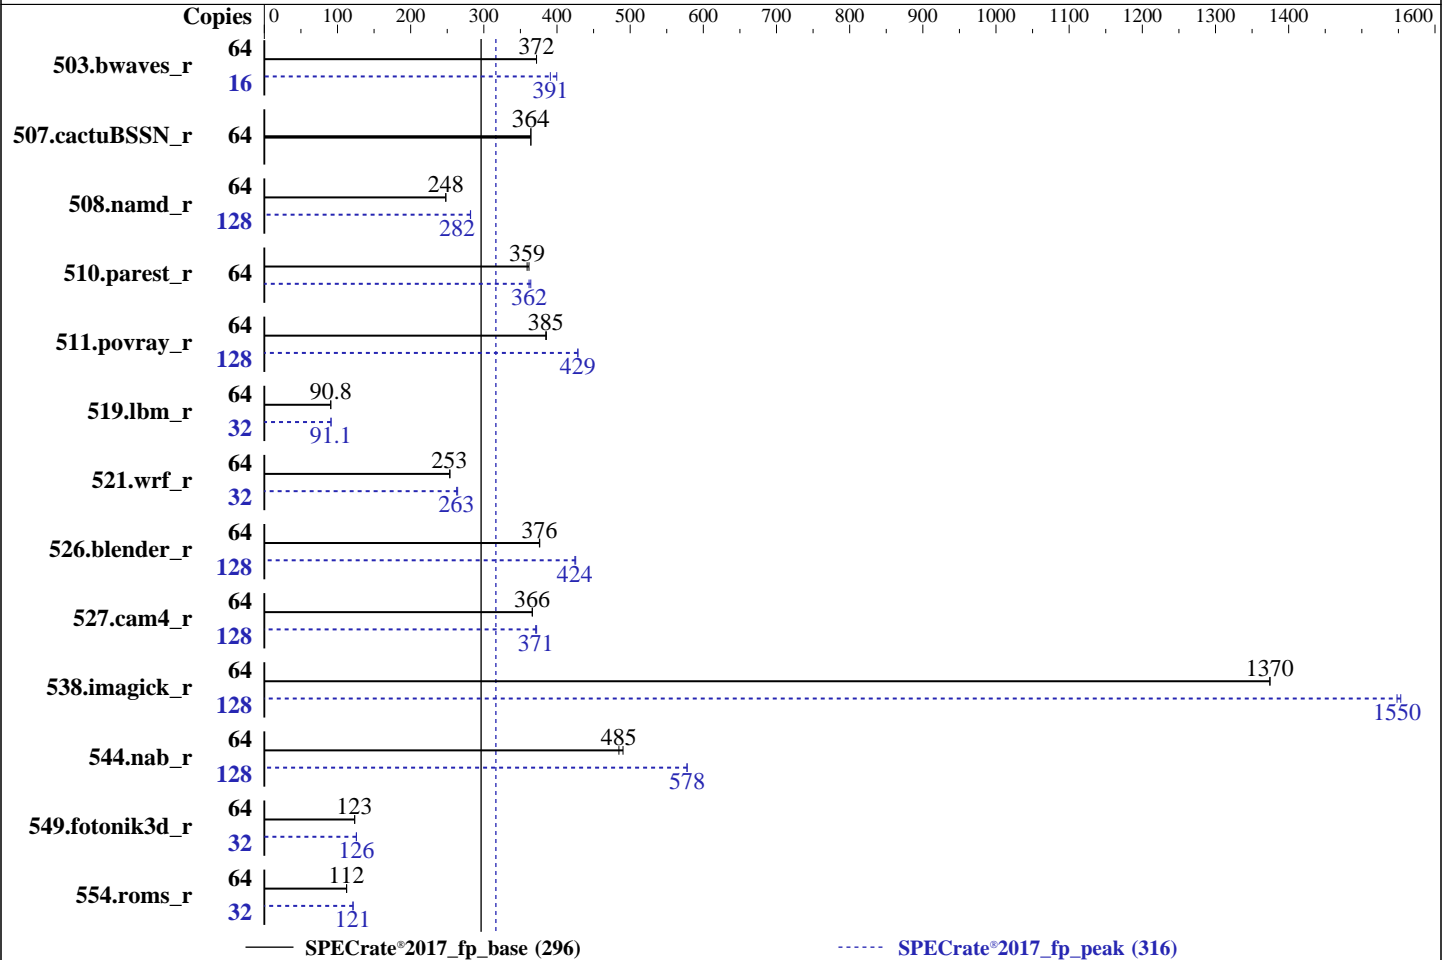 Copies 0 100 200 300 400 500 600 700 800 900 1000 1100 1200 1300 1400 1600
503.bwaves_r 64 372
16 391
507.cactuBSSN_r 64 364
508.namd_r 64 248
128 282
510.parest_r 64 359
362
511.povray_r 64 385
128 429
519.lbm_r 64 90.8
32 91.1
521.wrf_r 64 253
32 263
526.blender_r 64 376
128 424
527.cam4_r 64 366
128 371
538.imagick_r 64 1370
128 1550
544.nab_r 64 485
128 578
549.fotonik3d_r 64 123
32 126
554.roms_r 64 112
32 121
SPECrate®2017_fp_base (296) SPECrate®2017_fp_peak (316)